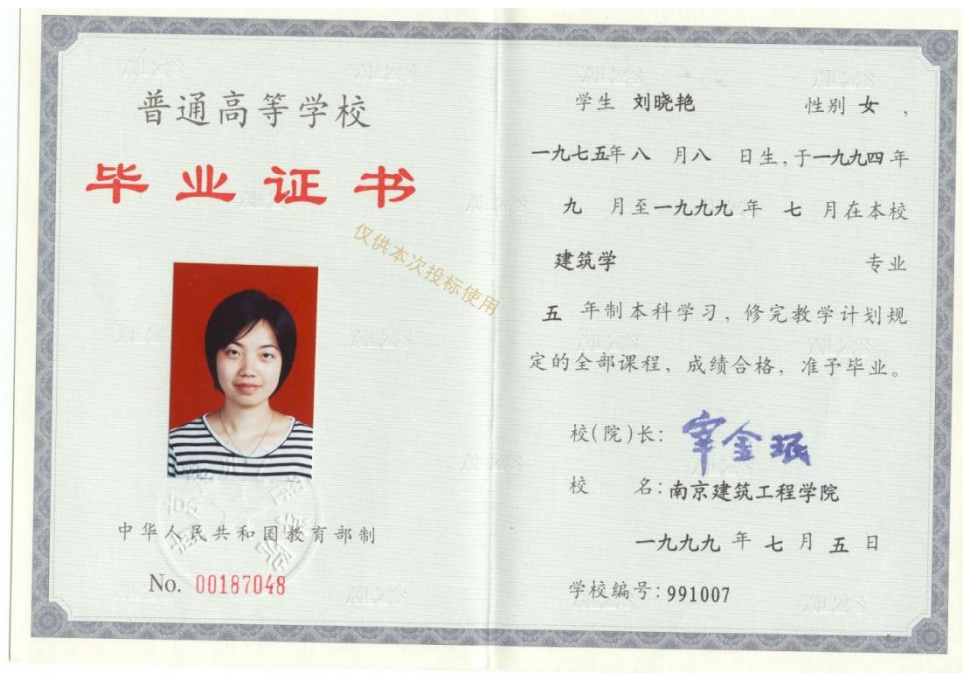 普通高等学校
毕业证书
仅供本次投标使用
中华人民共和国教育部制
No. 00187048
学生 刘晓艳 性别 女 ,
一九七五年八 月八 日生,于一九九四年
九 月至一九九九 年 七 月在本校
建筑学 专业
五 年制本科学习, 修完教学计划规
定的全部课程, 成绩合格, 准予毕业。
校(院)长: 宰金珉
校 名: 南京建筑工程学院
一九九九 年 七 月 五 日
学校编号: 991007